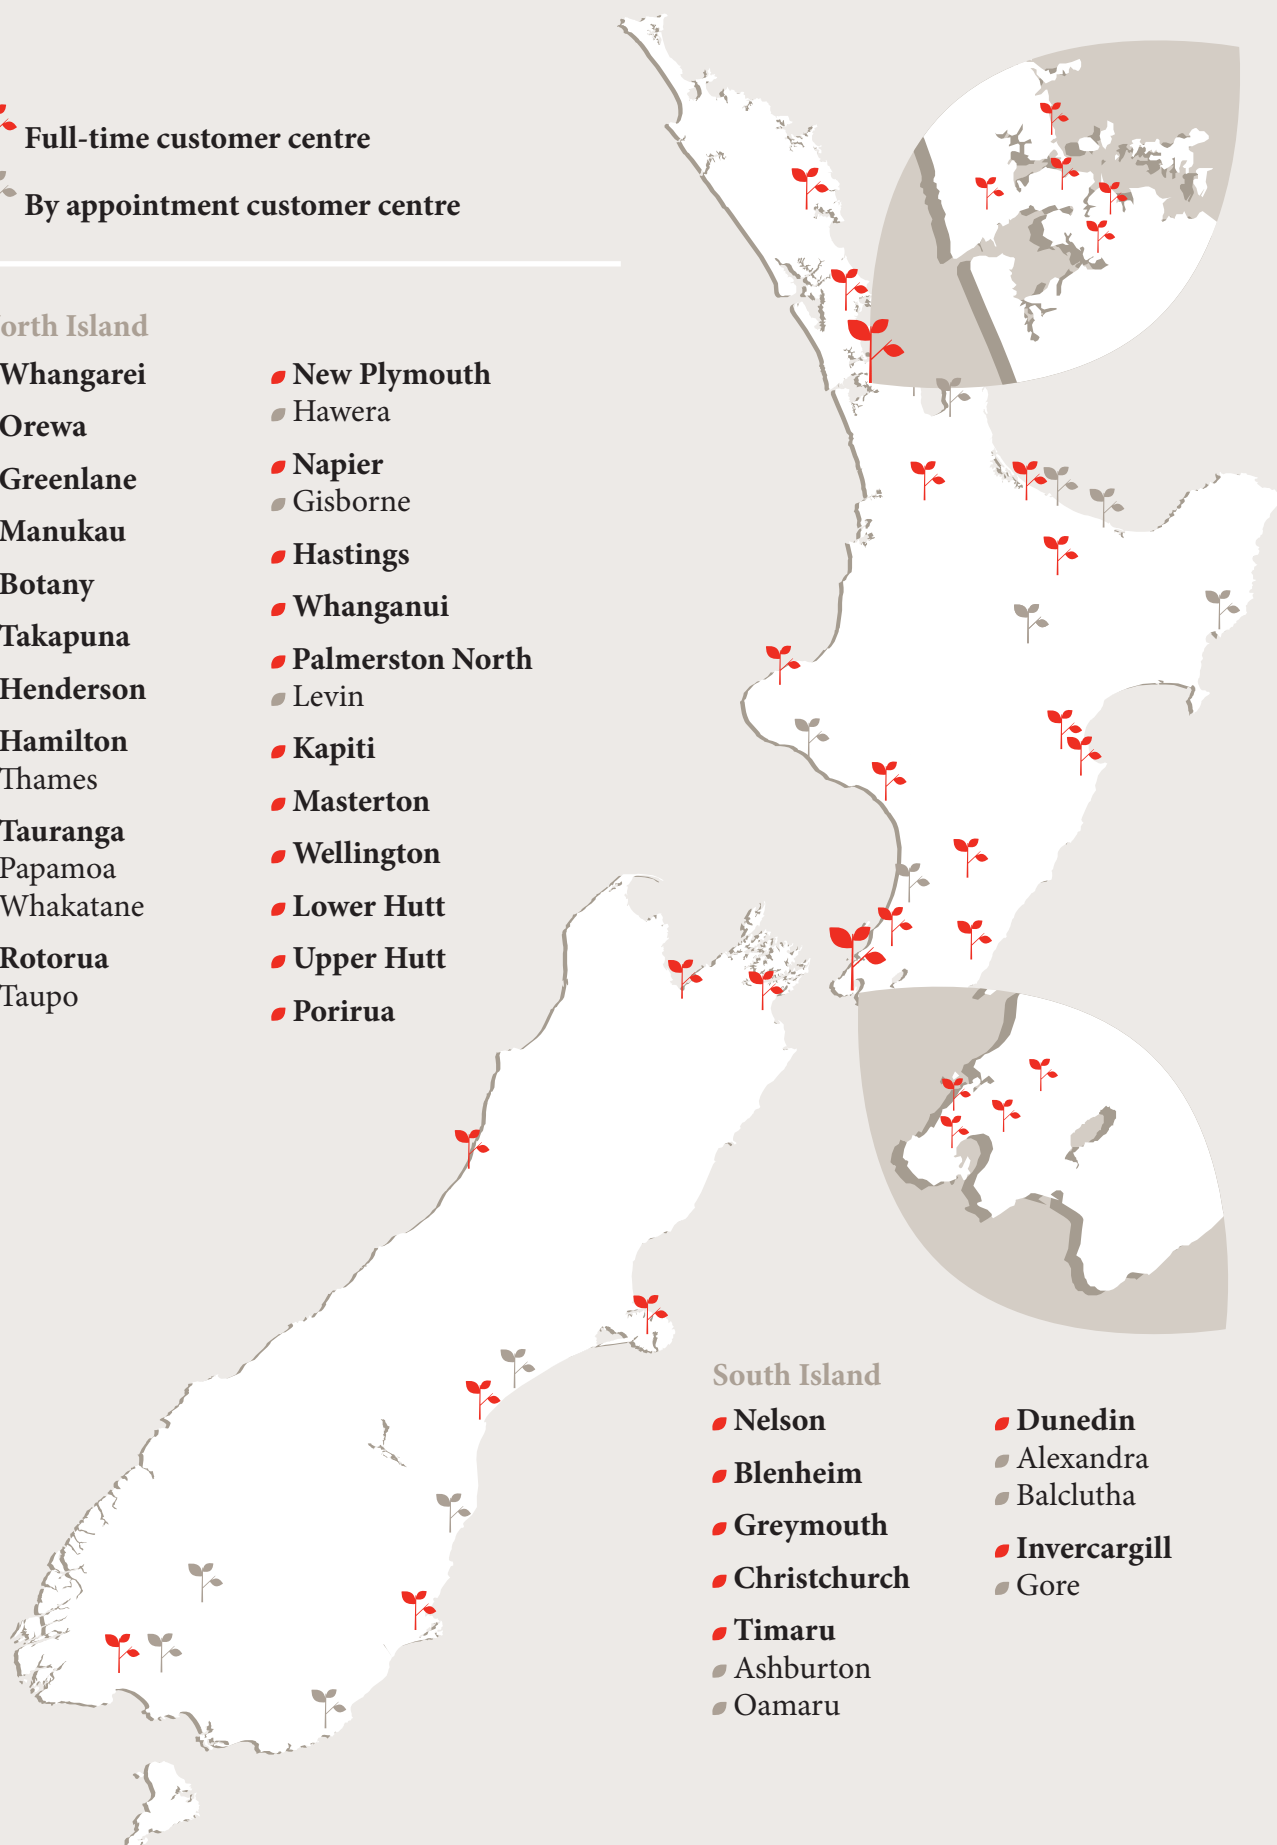 Full-time customer centre
By appointment customer centre
orth Island
Whangarei
Orewa
Greenlane
Manukau
Botany
Takapuna
Henderson
Hamilton
Thames
Tauranga
Papamoa
Whakatane
Rotorua
Taupo
New Plymouth
Hawera
Napier
Gisborne
Hastings
Whanganui
Palmerston North
Levin
Kapiti
Masterton
Wellington
Lower Hutt
Upper Hutt
Porirua
South Island
Nelson
Blenheim
Greymouth
Christchurch
Timaru
Ashburton
Oamaru
Dunedin
Alexandra
Balclutha
Invercargill
Gore